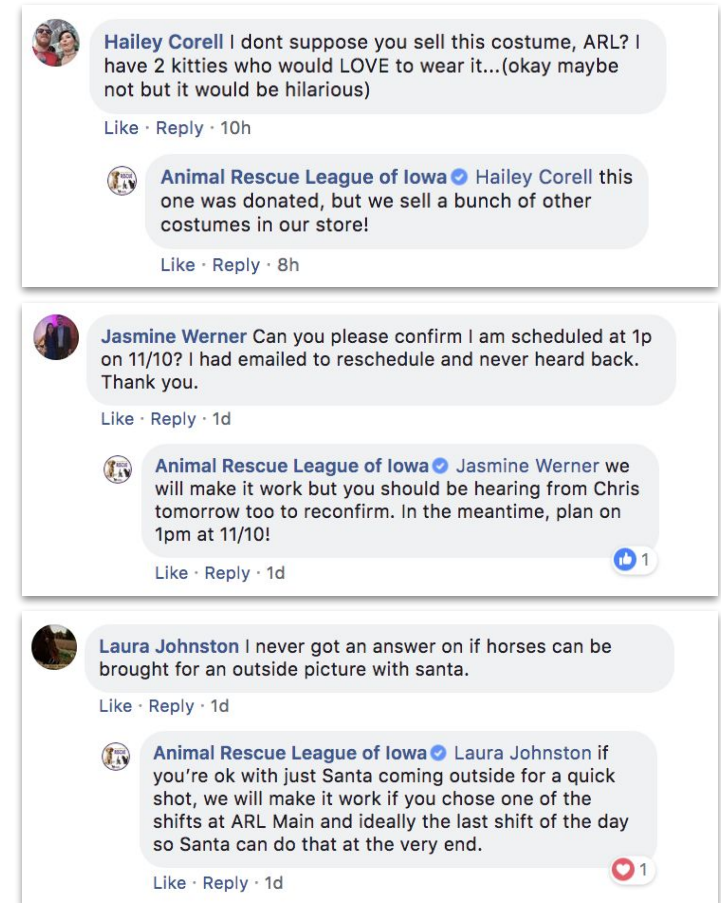 Hailey Corell I dont suppose you sell this costume, ARL? I
have 2 kitties who would LOVE to wear it...(okay maybe
not but it would be hilarious)
Like · Reply · 10h
Animal Rescue League of Iowa Hailey Corell this
one was donated, but we sell a bunch of other
costumes in our store!
Like · Reply · 8h
Jasmine Werner Can you please confirm I am scheduled at 1p
on 11/10? I had emailed to reschedule and never heard back.
Thank you.
Like · Reply · 1d
Animal Rescue League of Iowa Jasmine Werner we
will make it work but you should be hearing from Chris
tomorrow too to reconfirm. In the meantime, plan on
1pm at 11/10!
1
Like · Reply · 1d
Laura Johnston I never got an answer on if horses can be
brought for an outside picture with santa.
Like · Reply · 1d
Animal Rescue League of Iowa Laura Johnston if
you’re ok with just Santa coming outside for a quick
shot, we will make it work if you chose one of the
shifts at ARL Main and ideally the last shift of the day
so Santa can do that at the very end.
1
Like · Reply · 1d